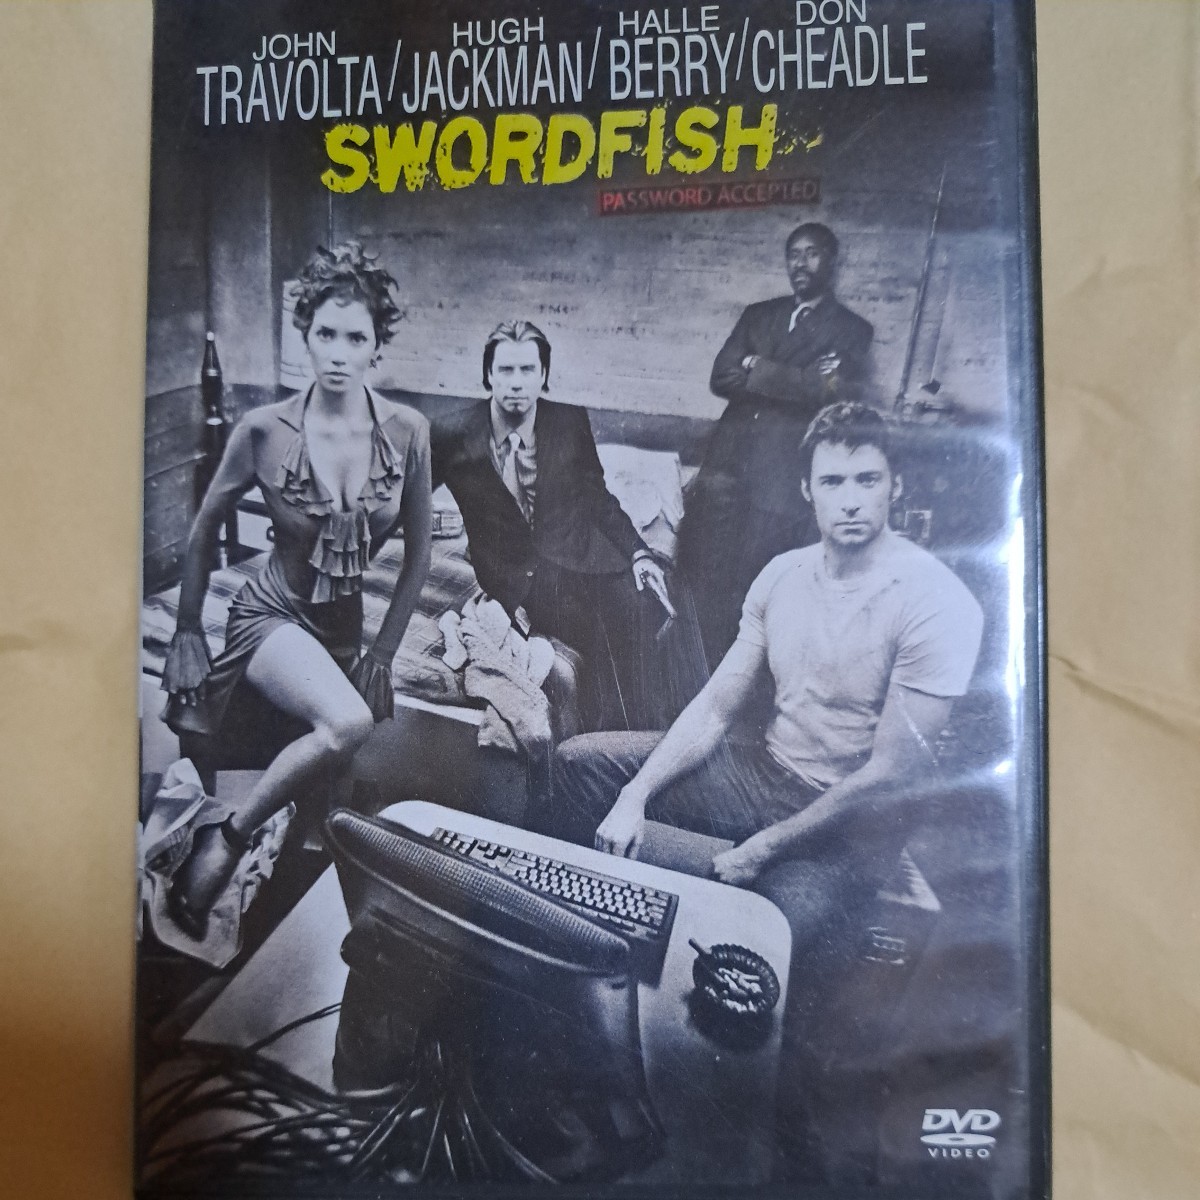 JOHN HUGH HALLE DON
TRAVOLTA/JACKMAN/BERRY/CHEADLE
SWORDFISH
PASSWORD ACCEPTED
DVD
VIDEO